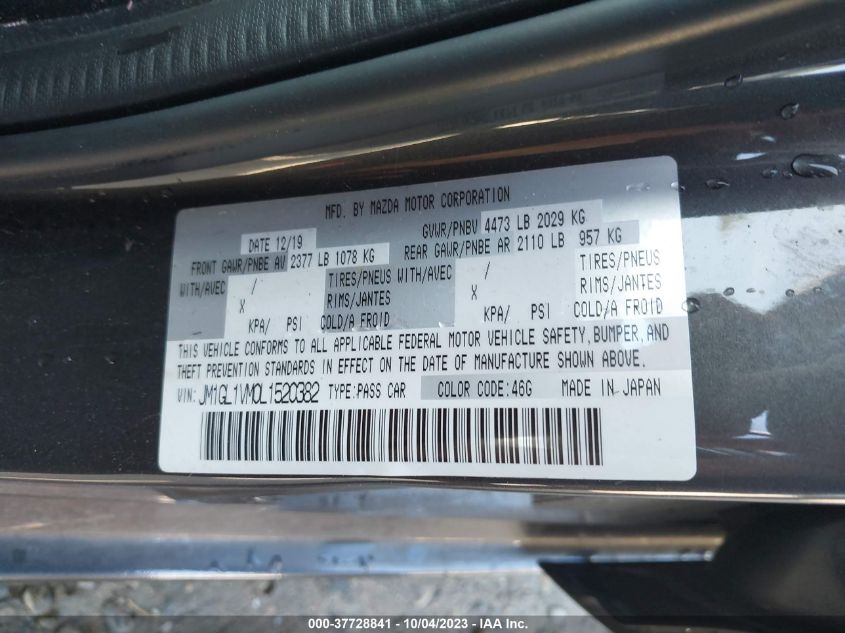 MFD. BY MAZDA MOTOR CORPORATION
DATE 12/19 GVWR/PNBV 4473 LB 2029 KG
FRONT GAWR/PNBE AV 2377 LB 1078 KG REAR GAWR/PNBE AR 2110 LB 957 KG
WITH/AVEC / TIRES/PNEUS WITH/AVEC / TIRES/PNEUS
X RIMS/JANTES X RIMS/JANTES
KPA/ PSI COLD/A FROID KPA/ PSI COLD/A FROID
THIS VEHICLE CONFORMS TO ALL APPLICABLE FEDERAL MOTOR VEHICLE SAFETY, BUMPER, AND
THEFT PREVENTION STANDARDS IN EFFECT ON THE DATE OF MANUFACTURE SHOWN ABOVE.
VIN: JM1GL1VM0L1520382 TYPE:PASS CAR COLOR CODE:46G MADE IN JAPAN
000-37728841 - 10/04/2023 - IAA Inc.